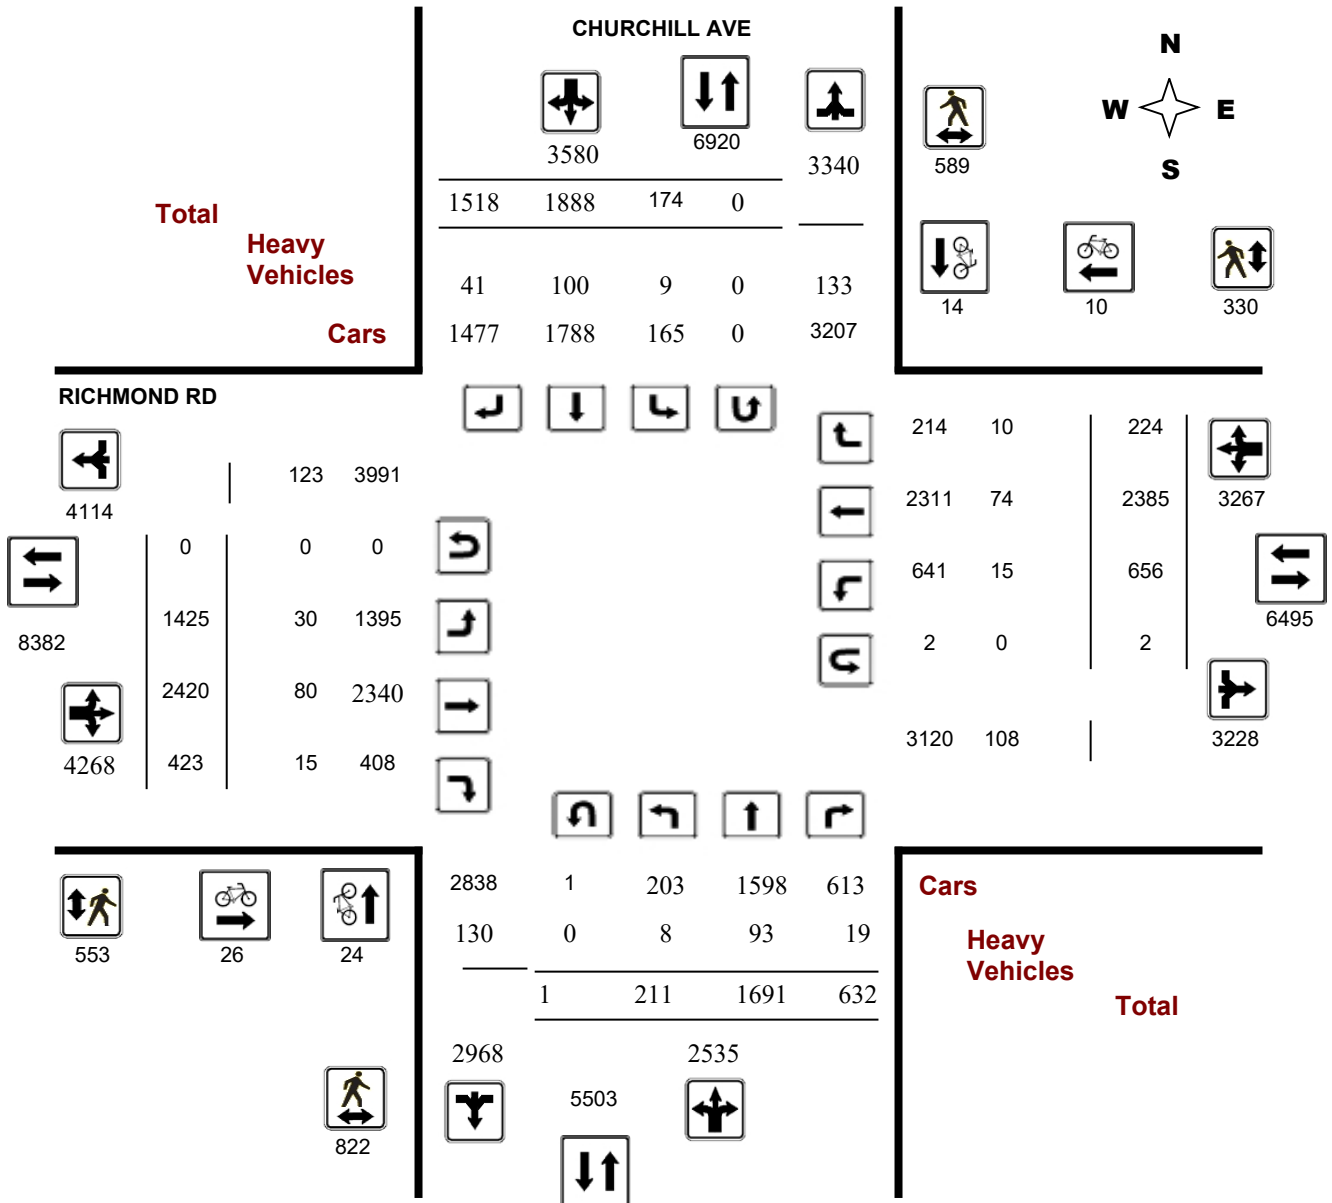 CHURCHILL AVE
N
W E
S
3580 6920 3340 589
1518 1888 174 0
Total
Heavy
Vehicles
41 100 9 0 133
14 10 330
Cars 1477 1788 165 0 3207
RICHMOND RD
214 10 224
123 3991
4114
2311 74 2385 3267
0 0 0
641 15 656
1425 30 1395
8382
6495
2 0 2
2420 80 2340
3120 108 3228
4268 423 15 408
2838 1 203 1598 613 Cars
130 0 8 93 19 Heavy
Vehicles
553 26 24
1 211 1691 632 Total
2968 2535
5503
822